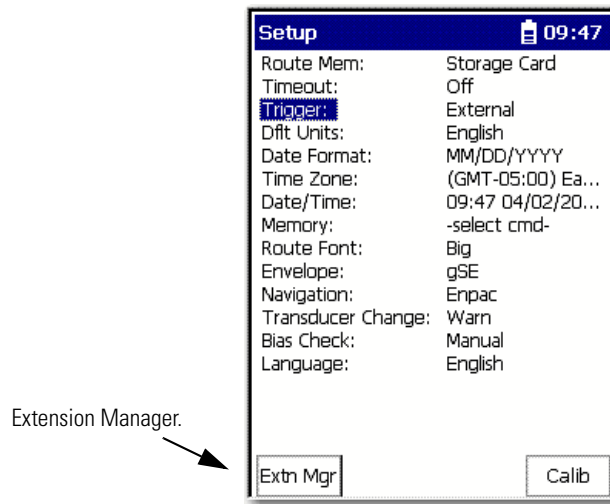 Setup 09:47
Route Mem: Storage Card
Timeout: Off
Trigger: External
Dflt Units: English
Date Format: MM/DD/YYYY
Time Zone: (GMT-05:00) Ea...
Date/Time: 09:47 04/02/20...
Memory: -select cmd-
Route Font: Big
Envelope: gSE
Navigation: Enpac
Transducer Change: Warn
Bias Check: Manual
Language: English
Extension Manager.
Extn Mgr Calib